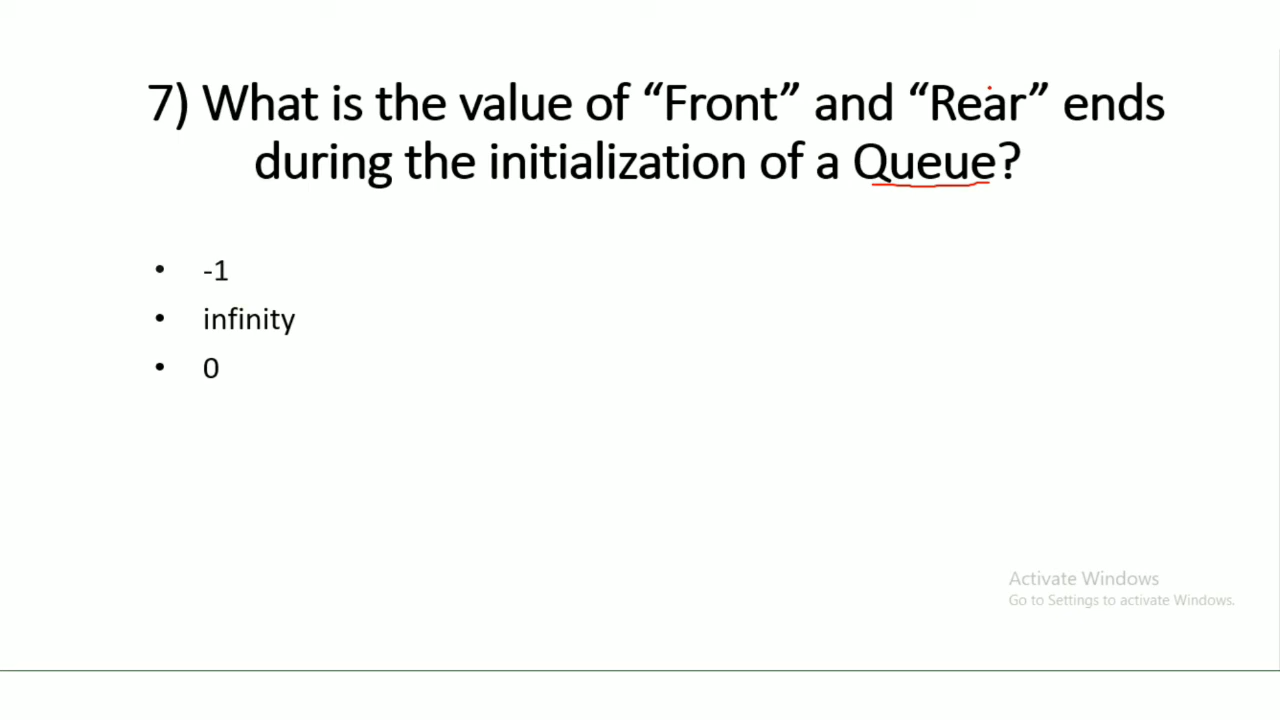 7) What is the value of “Front” and “Rear” ends
during the initialization of a Queue?
• -1
• infinity
• 0
Activate Windows
Go to Settings to activate Windows.